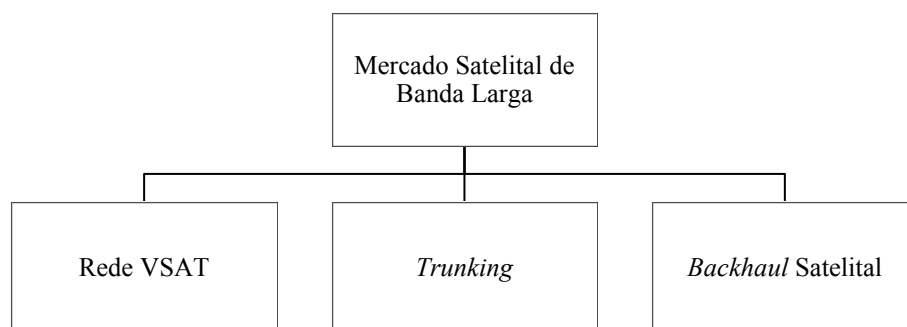 Mercado Satelital de
Banda Larga
Rede VSAT
Trunking
Backhaul Satelital